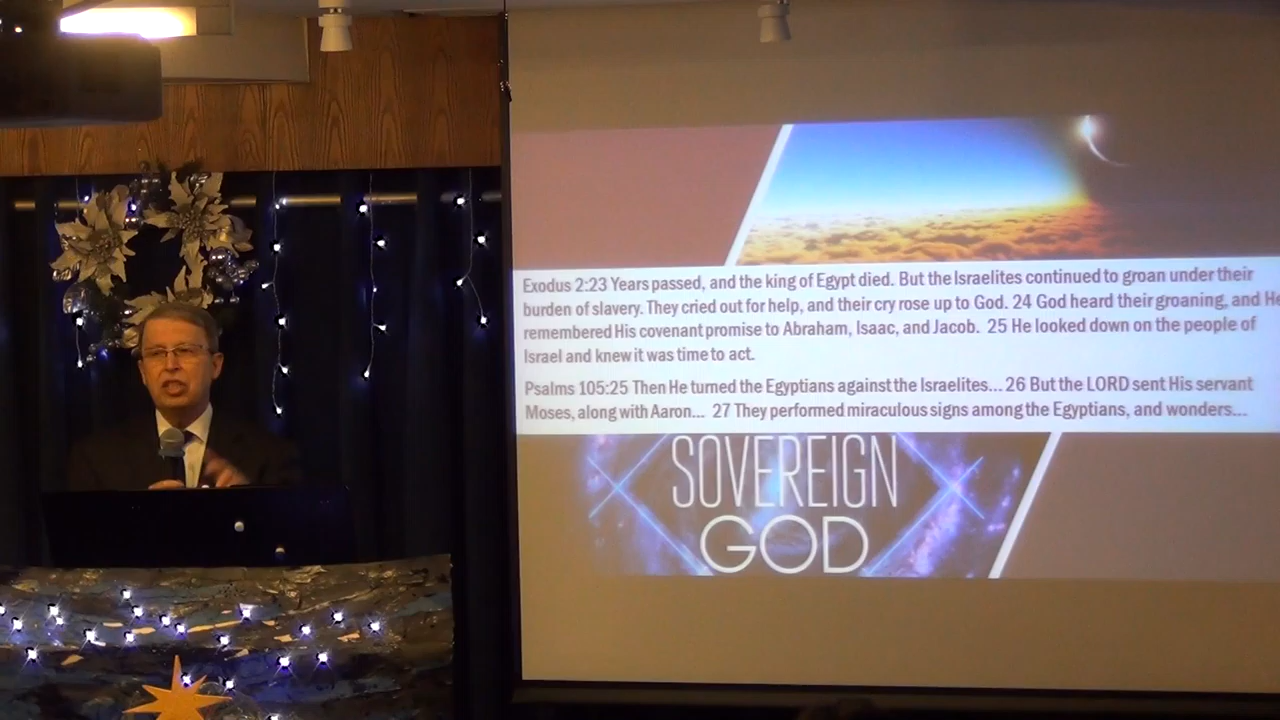 Exodus 2:23 Years passed, and the king of Egypt died. But the Israelites continued to groan under their
burden of slavery. They cried out for help, and their cry rose up to God. 24 God heard their groaning, and He
remembered His covenant promise to Abraham, Isaac, and Jacob. 25 He looked down on the people of
Israel and knew it was time to act.
Psalms 105:25 Then He turned the Egyptians against the Israelites... 26 But the LORD sent His servant
Moses, along with Aaron... 27 They performed miraculous signs among the Egyptians, and wonders...
SOVEREIGN
GOD